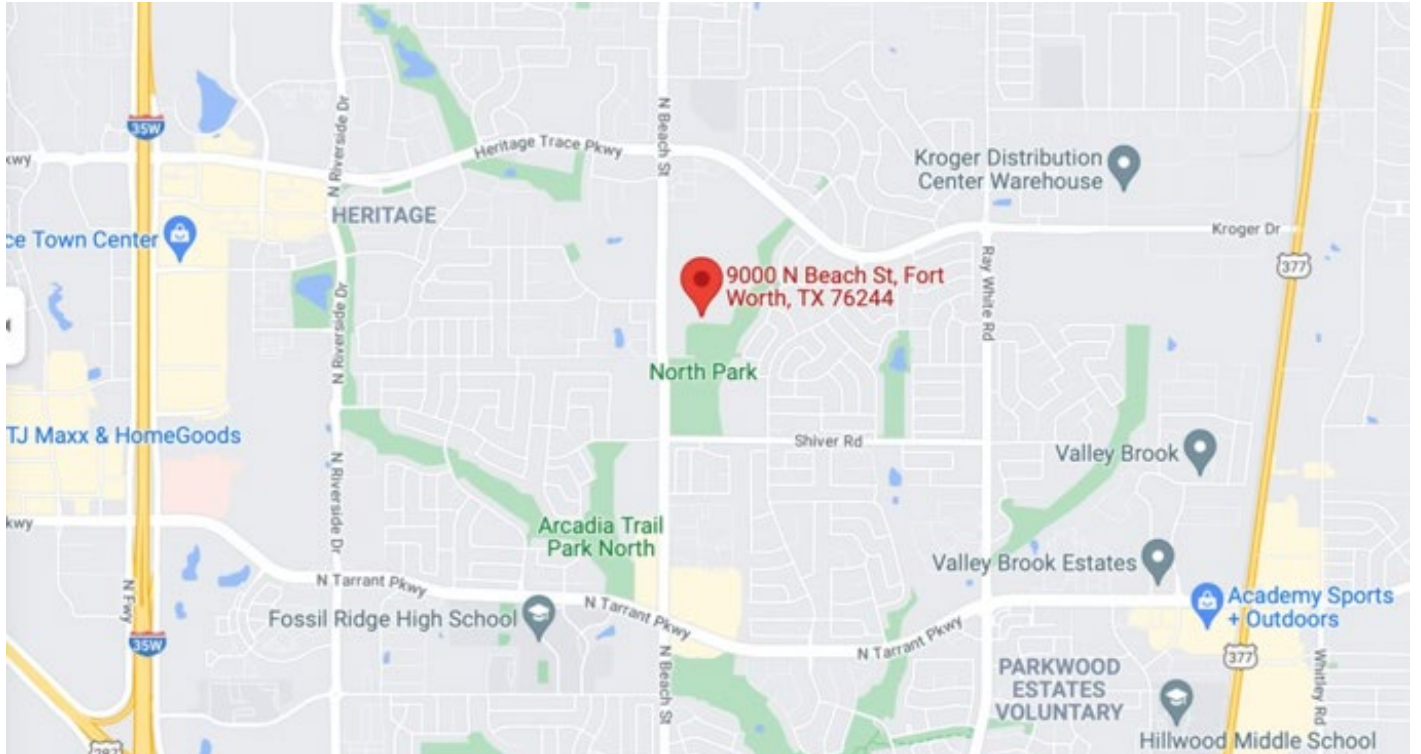 35W
N Riverside Dr
N Beach St
Heritage Trace Pkwy
kwy
Kroger Distribution
Center Warehouse
HERITAGE
ce Town Center
Kroger Dr
377
Ray White Rd
9000 N Beach St, Fort
Worth, TX 76244
N Riverside Dr
North Park
TJ Maxx & HomeGoods
Shiver Rd
Valley Brook
N Riverside Dr
kwy
Arcadia Trail
Park North
Valley Brook Estates
N Fwy
N Tarrant Pkwy
N Tarrant Pkwy
Fossil Ridge High School
Academy Sports
+ Outdoors
35W
N Tarrant Pkwy
377
N Beach St
PARKWOOD
ESTATES
VOLUNTARY
Whitley Rd
Hillwood Middle School
287